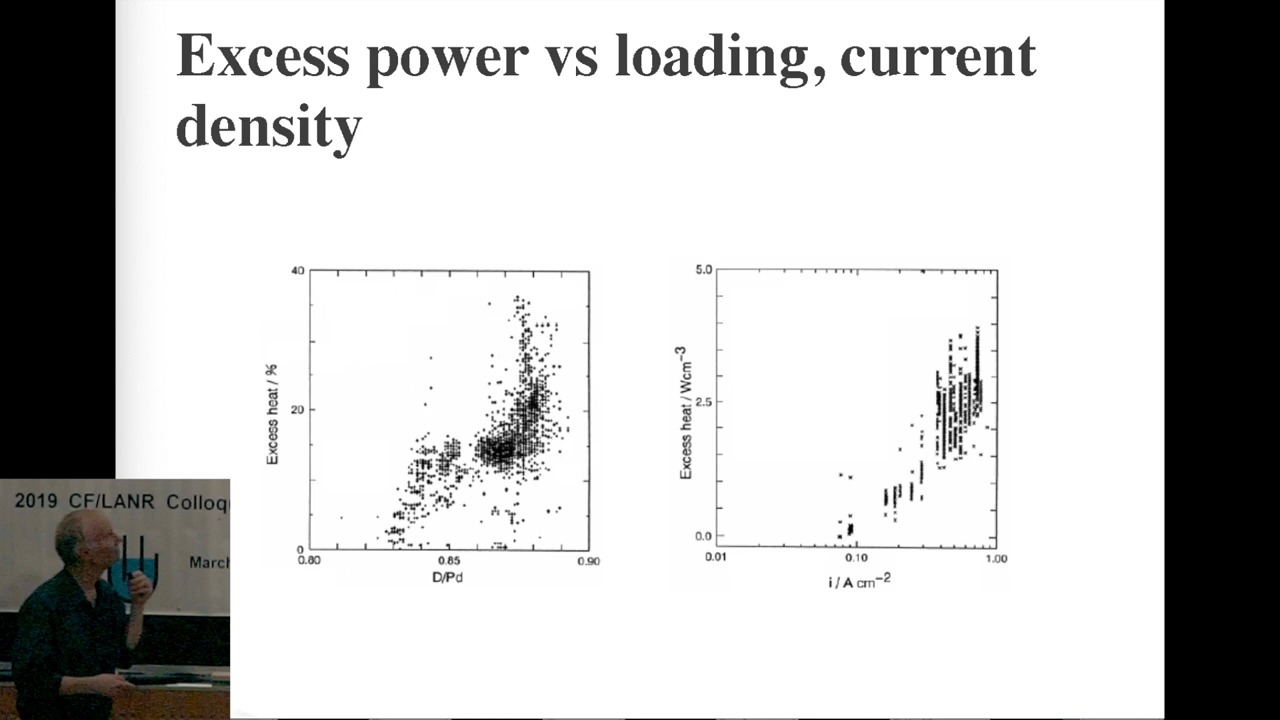 Excess power vs loading, current
density
40
20
0
0.80
0.85
0.90
D/Pd
Excess heat / %
5.0
2.5
0.0
0.01
0.10
1.00
i / A cm⁻²
Excess heat / Wcm⁻³
2019 CF/LANR Colloq
March